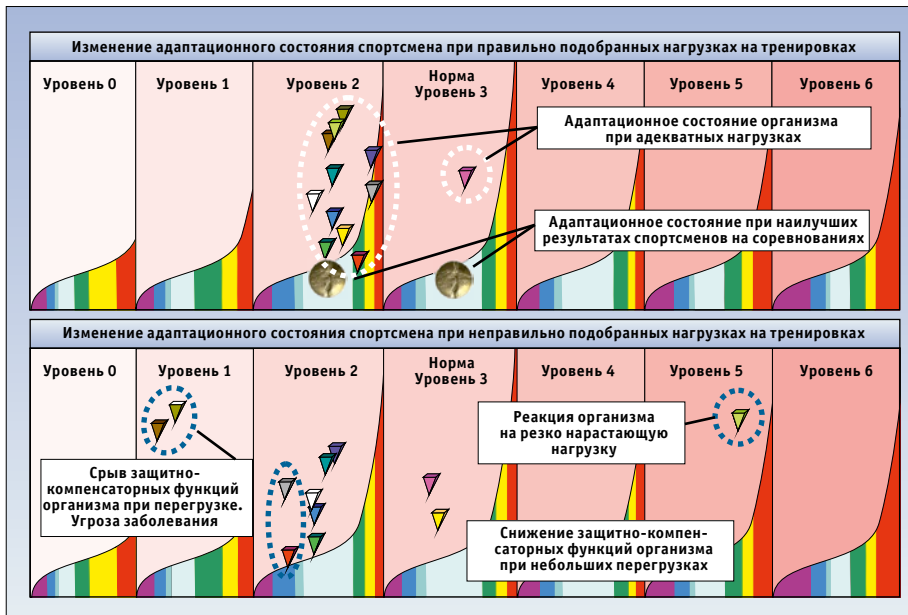 Изменение адаптационного состояния спортсмена при правильно подобранных нагрузках на тренировках
Уровень 0
Уровень 1
Уровень 2
Норма
Уровень 3
Уровень 4
Уровень 5
Уровень 6
Адаптационное состояние организма
при адекватных нагрузках
Адаптационное состояние при наилучших
результатах спортсменов на соревнованиях
Изменение адаптационного состояния спортсмена при неправильно подобранных нагрузках на тренировках
Уровень 0
Уровень 1
Уровень 2
Норма
Уровень 3
Уровень 4
Уровень 5
Уровень 6
Реакция организма
на резко нарастающую
нагрузку
Срыв защитно-
компенсаторных функций
организма при перегрузке.
Угроза заболевания
Снижение защитно-компен-
саторных функций организма
при небольших перегрузках